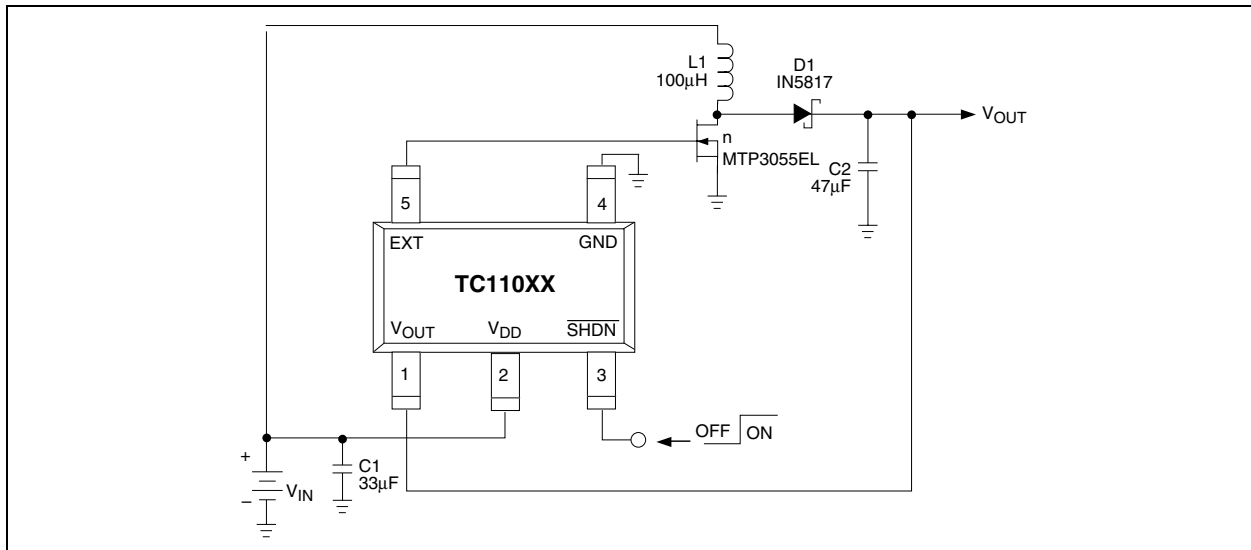 L1
100µH
D1
IN5817
VOUT
n
MTP3055EL
C2
47µF
5
4
EXT
GND
TC110XX
VOUT
VDD
SHDN
1
2
3
OFF
ON
+
−
VIN
C1
33µF